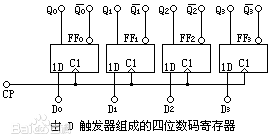 Q0 Q̅0 Q1 Q̅1 Q2 Q̅2 Q3 Q̅3
FF0 FF1 FF2 FF3
1D C1 1D C1 1D C1 1D C1
CP
D0 D1 D2 D3
由 D 触发器组成的四位数码寄存器